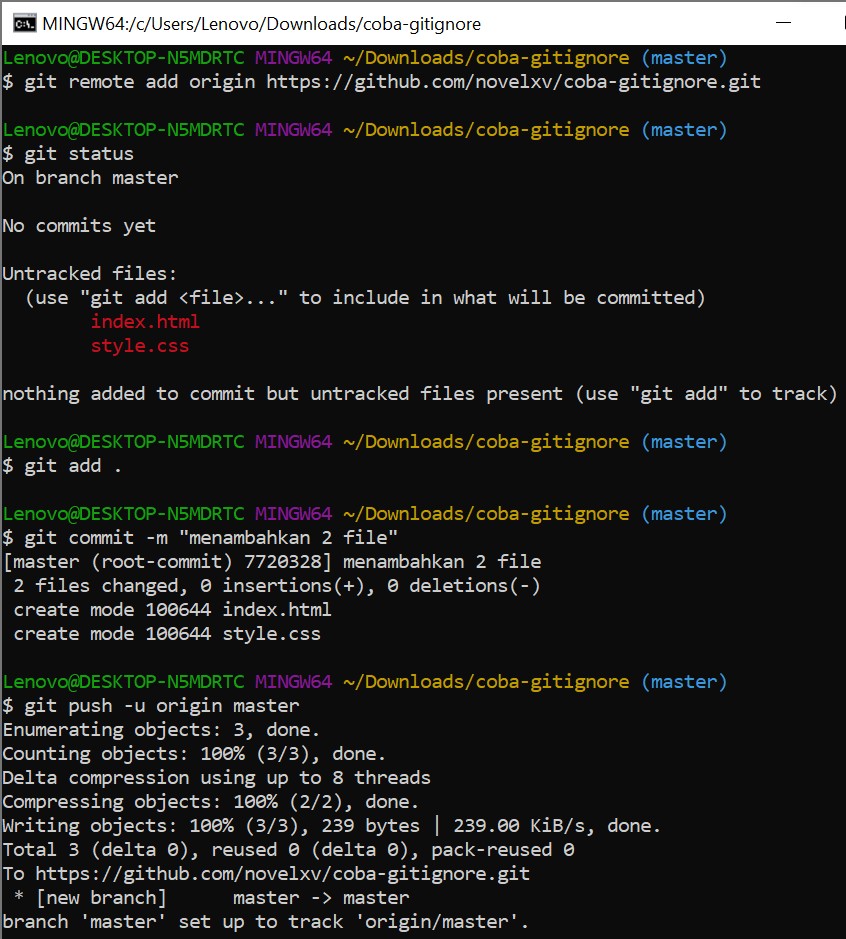 MINGW64:/c/Users/Lenovo/Downloads/coba-gitignore
Lenovo@DESKTOP-N5MDRTC MINGW64 ~/Downloads/coba-gitignore (master)
$ git remote add origin https://github.com/novelxv/coba-gitignore.git
Lenovo@DESKTOP-N5MDRTC MINGW64 ~/Downloads/coba-gitignore (master)
$ git status
On branch master
No commits yet
Untracked files:
(use "git add <file>..." to include in what will be committed)
index.html
style.css
nothing added to commit but untracked files present (use "git add" to track)
Lenovo@DESKTOP-N5MDRTC MINGW64 ~/Downloads/coba-gitignore (master)
$ git add .
Lenovo@DESKTOP-N5MDRTC MINGW64 ~/Downloads/coba-gitignore (master)
$ git commit -m "menambahkan 2 file"
[master (root-commit) 7720328] menambahkan 2 file
2 files changed, 0 insertions(+), 0 deletions(-)
create mode 100644 index.html
create mode 100644 style.css
Lenovo@DESKTOP-N5MDRTC MINGW64 ~/Downloads/coba-gitignore (master)
$ git push -u origin master
Enumerating objects: 3, done.
Counting objects: 100% (3/3), done.
Delta compression using up to 8 threads
Compressing objects: 100% (2/2), done.
Writing objects: 100% (3/3), 239 bytes | 239.00 KiB/s, done.
Total 3 (delta 0), reused 0 (delta 0), pack-reused 0
To https://github.com/novelxv/coba-gitignore.git
* [new branch] master -> master
branch 'master' set up to track 'origin/master'.